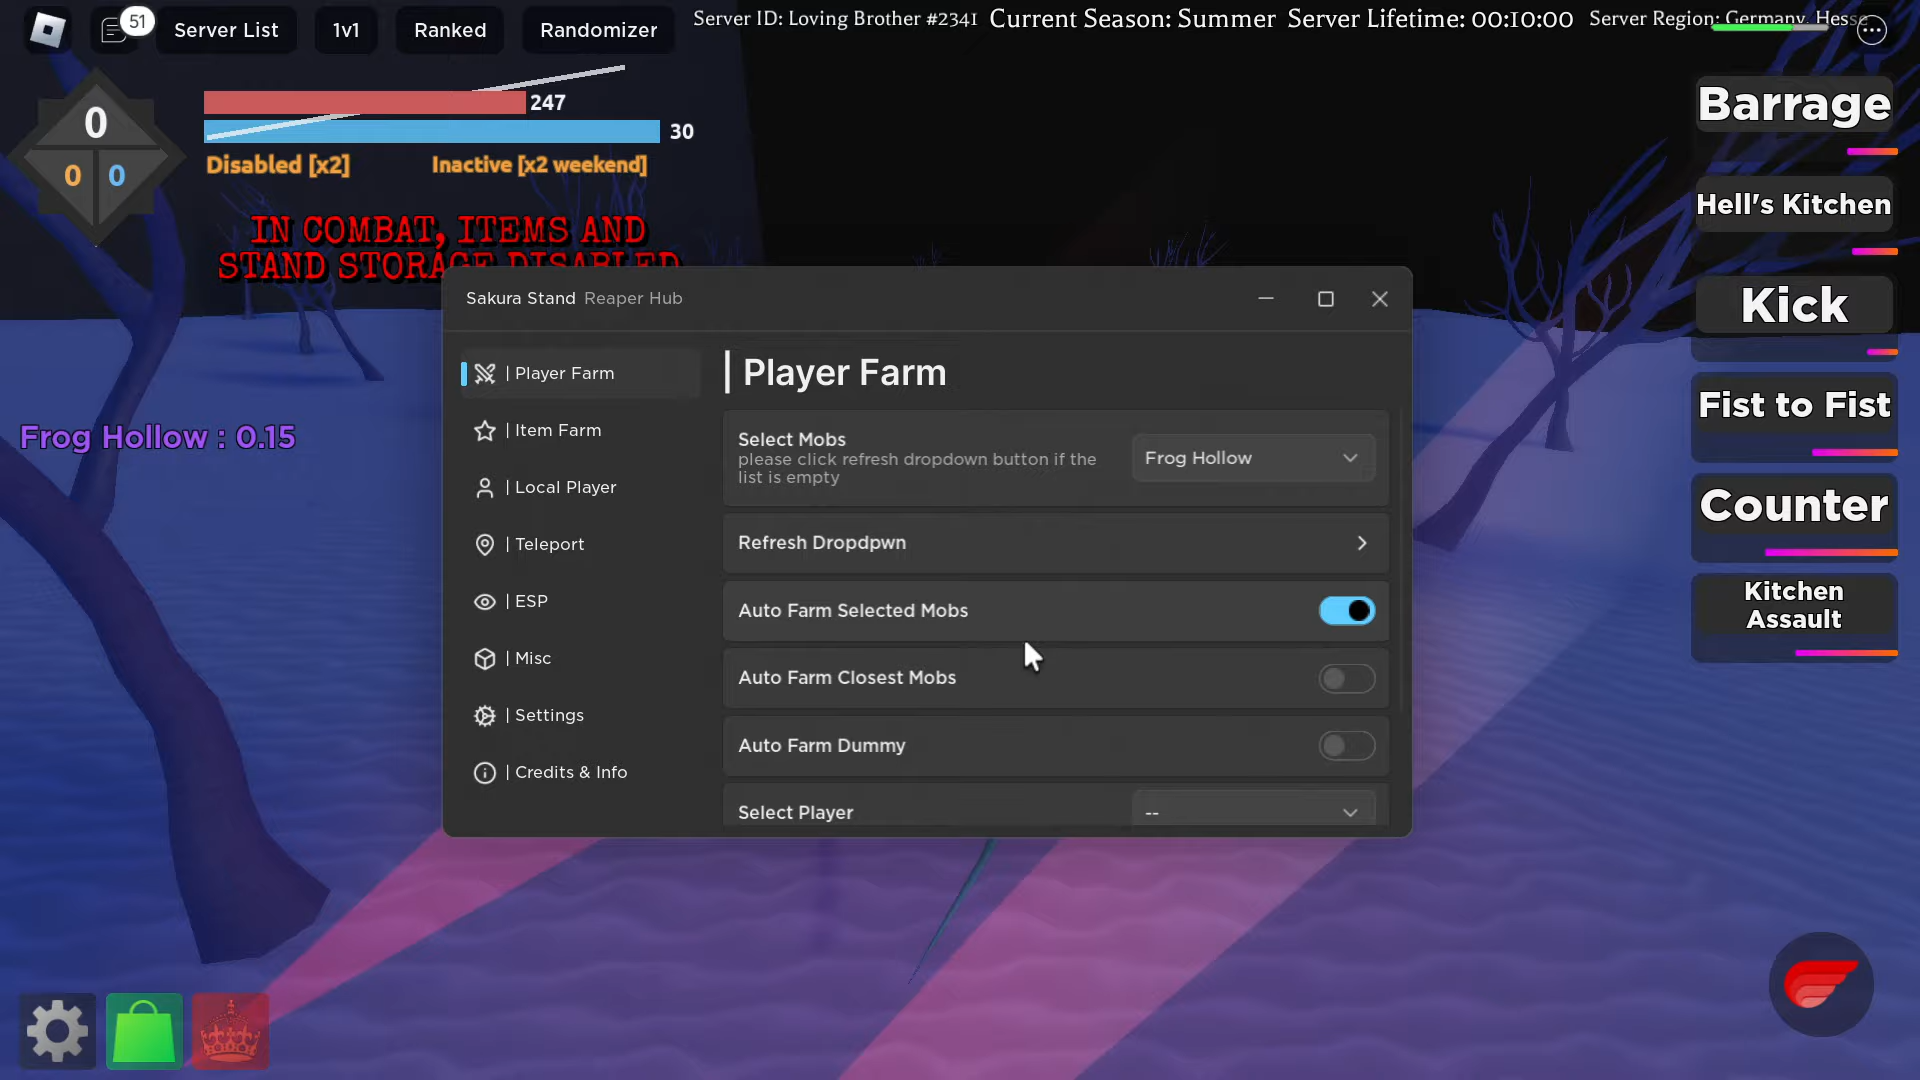 51
Server List
1v1
Ranked
Randomizer
Server ID: Loving Brother #2341
Current Season: Summer
Server Lifetime: 00:10:00
Server Region: Germany, Hesse
0
0
0
247
30
Disabled [x2]
Inactive [x2 weekend]
IN COMBAT, ITEMS AND
STAND STORAGE DISABLED
Frog Hollow : 0.15
Sakura Stand Reaper Hub
| Player Farm
| Item Farm
| Local Player
| Teleport
| ESP
| Misc
| Settings
| Credits & Info
| Player Farm
Select Mobs
please click refresh dropdown button if the
list is empty
Frog Hollow
Refresh Dropdpwn
Auto Farm Selected Mobs
Auto Farm Closest Mobs
Auto Farm Dummy
Select Player
--
Barrage
Hell's Kitchen
Kick
Fist to Fist
Counter
Kitchen
Assault